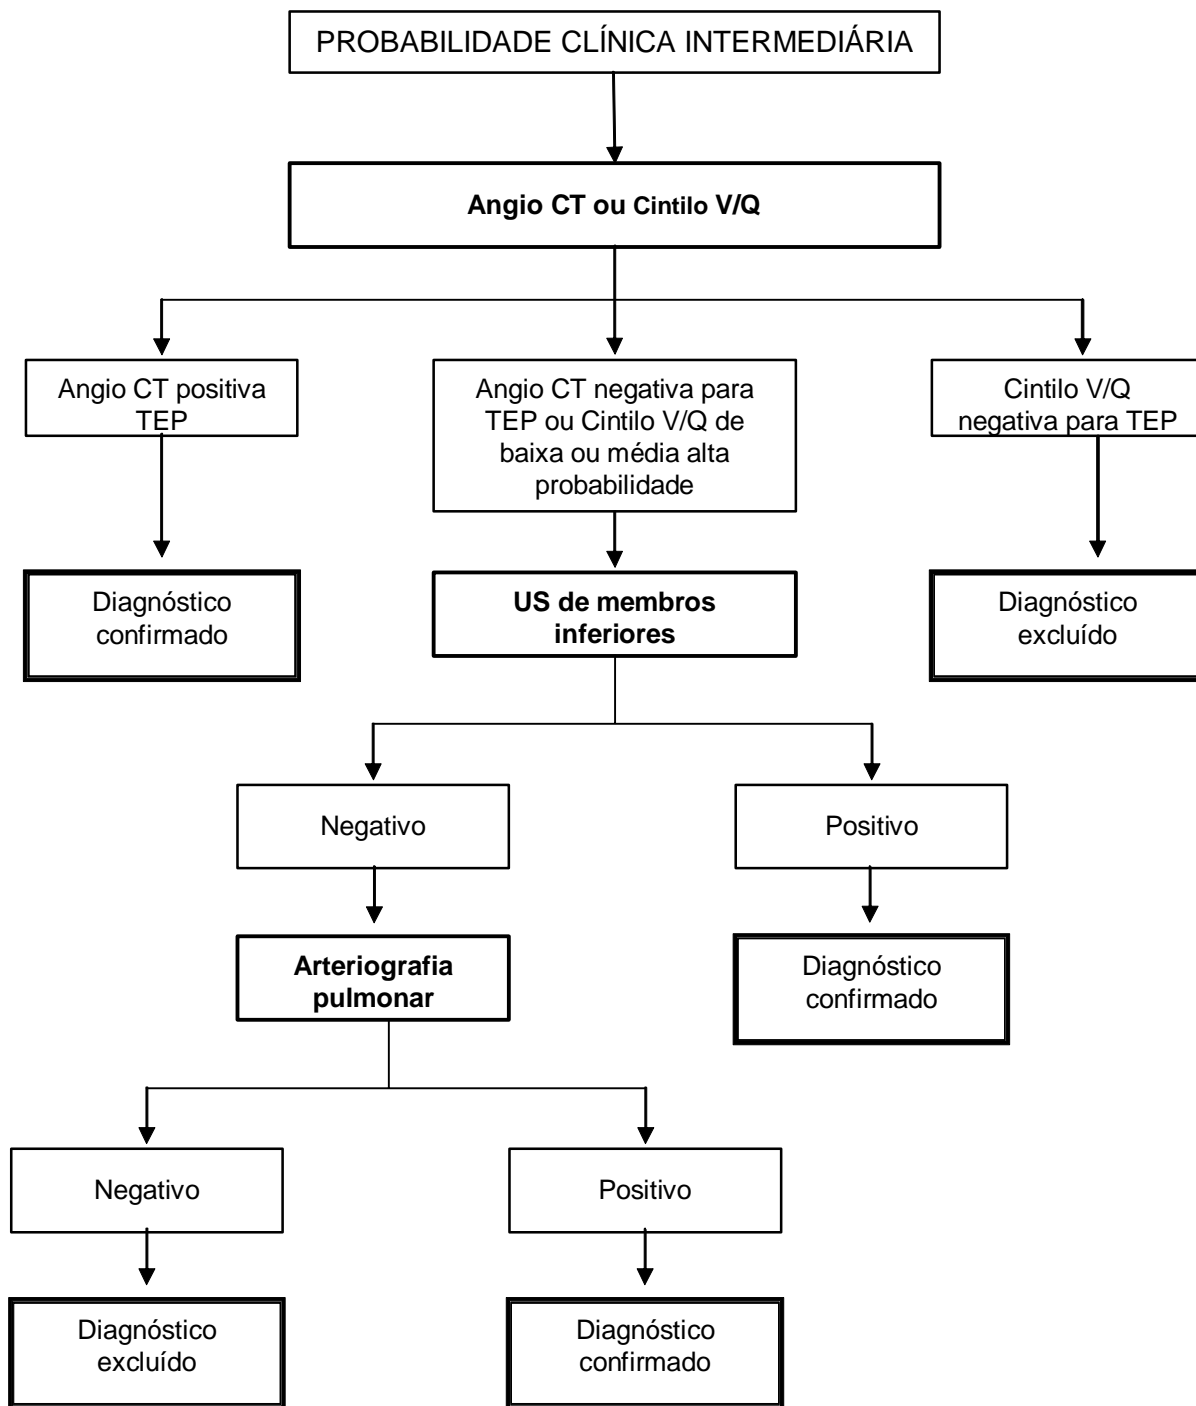 PROBABILIDADE CLÍNICA INTERMEDIÁRIA
Angio CT ou Cintilo V/Q
Angio CT positiva
TEP
Angio CT negativa para
TEP ou Cintilo V/Q de
baixa ou média alta
probabilidade
Cintilo V/Q
negativa para TEP
Diagnóstico
confirmado
US de membros
inferiores
Diagnóstico
excluído
Negativo
Positivo
Arteriografia
pulmonar
Diagnóstico
confirmado
Negativo
Positivo
Diagnóstico
excluído
Diagnóstico
confirmado